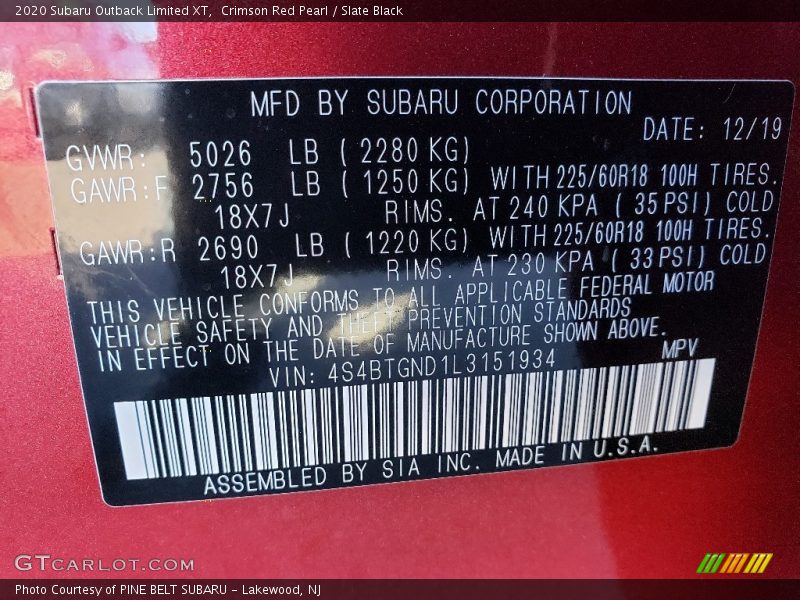 2020 Subaru Outback Limited XT, Crimson Red Pearl / Slate Black
MFD BY SUBARU CORPORATION
DATE: 12/19
GVWR: 5026 LB ( 2280 KG)
GAWR:F 2756 LB ( 1250 KG) WITH 225/60R18 100H TIRES.
18X7J RIMS. AT 240 KPA ( 35 PSI) COLD
GAWR:R 2690 LB ( 1220 KG) WITH 225/60R18 100H TIRES.
18X7J RIMS. AT 230 KPA ( 33 PSI) COLD
THIS VEHICLE CONFORMS TO ALL APPLICABLE FEDERAL MOTOR
VEHICLE SAFETY AND THEFT PREVENTION STANDARDS
IN EFFECT ON THE DATE OF MANUFACTURE SHOWN ABOVE.
VIN: 4S4BTGND1L3151934 MPV
ASSEMBLED BY SIA INC. MADE IN U.S.A.
GTCARLOT.COM
Photo Courtesy of PINE BELT SUBARU - Lakewood, NJ